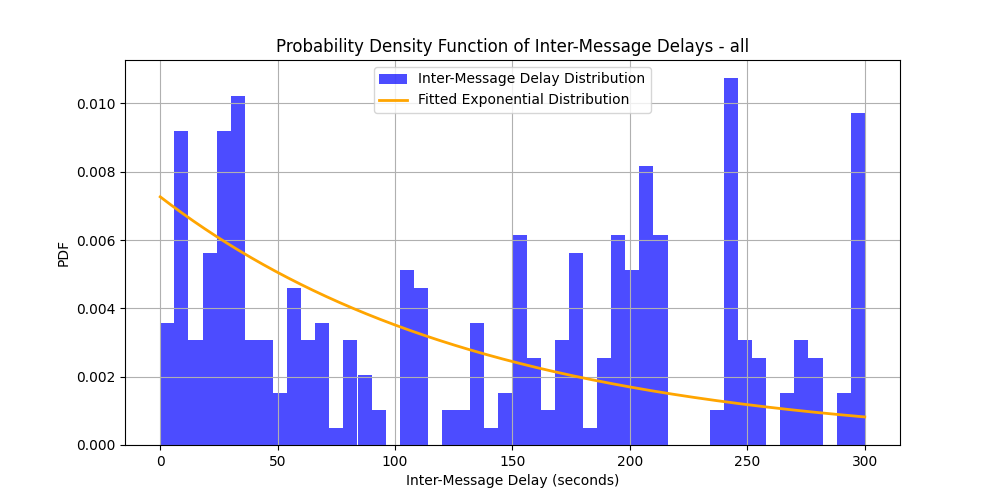 Probability Density Function of Inter-Message Delays - all
Inter-Message Delay Distribution
Fitted Exponential Distribution
PDF
0.010
0.008
0.006
0.004
0.002
0.000
0 50 100 150 200 250 300
Inter-Message Delay (seconds)